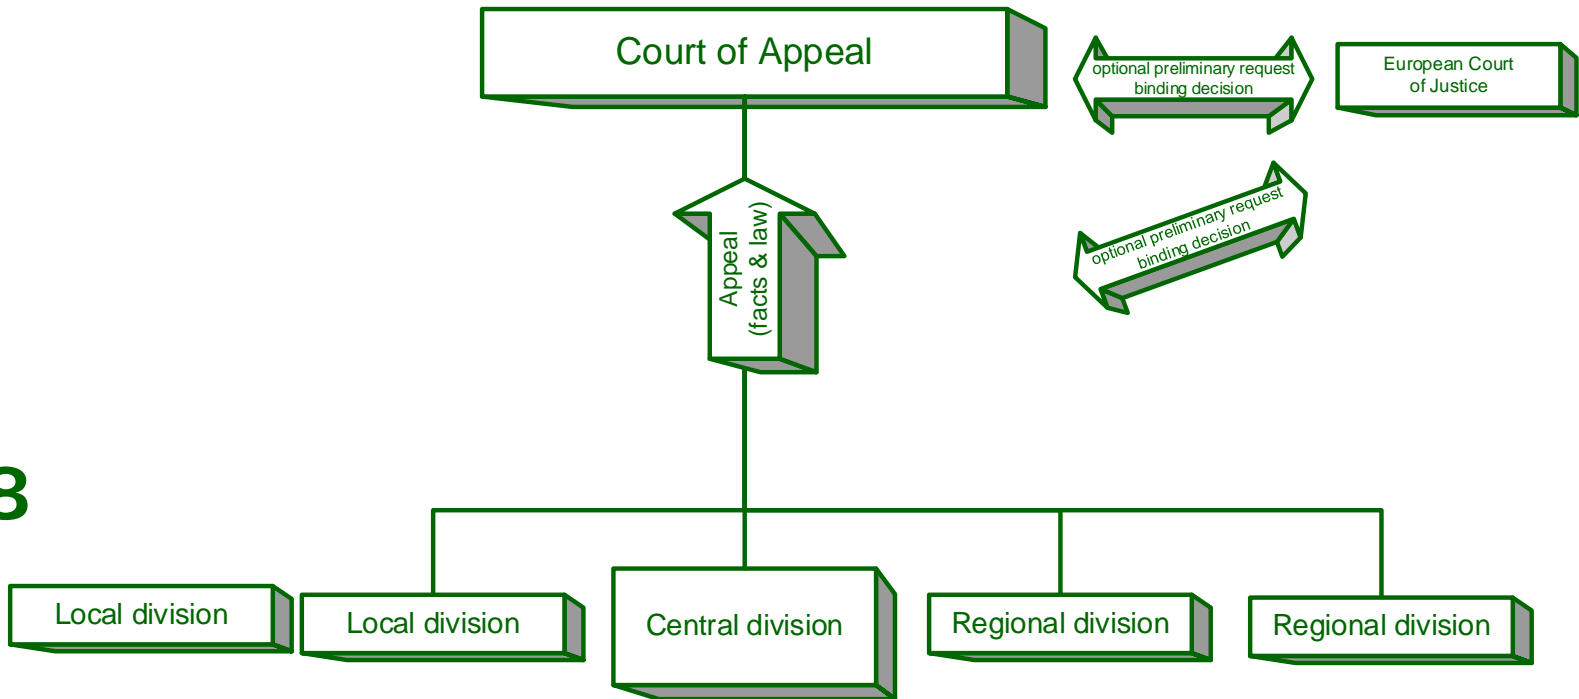 Court of Appeal
optional preliminary request
binding decision
European Court
of Justice
optional preliminary request
binding decision
Appeal
(facts & law)
3
Local division
Local division
Central division
Regional division
Regional division